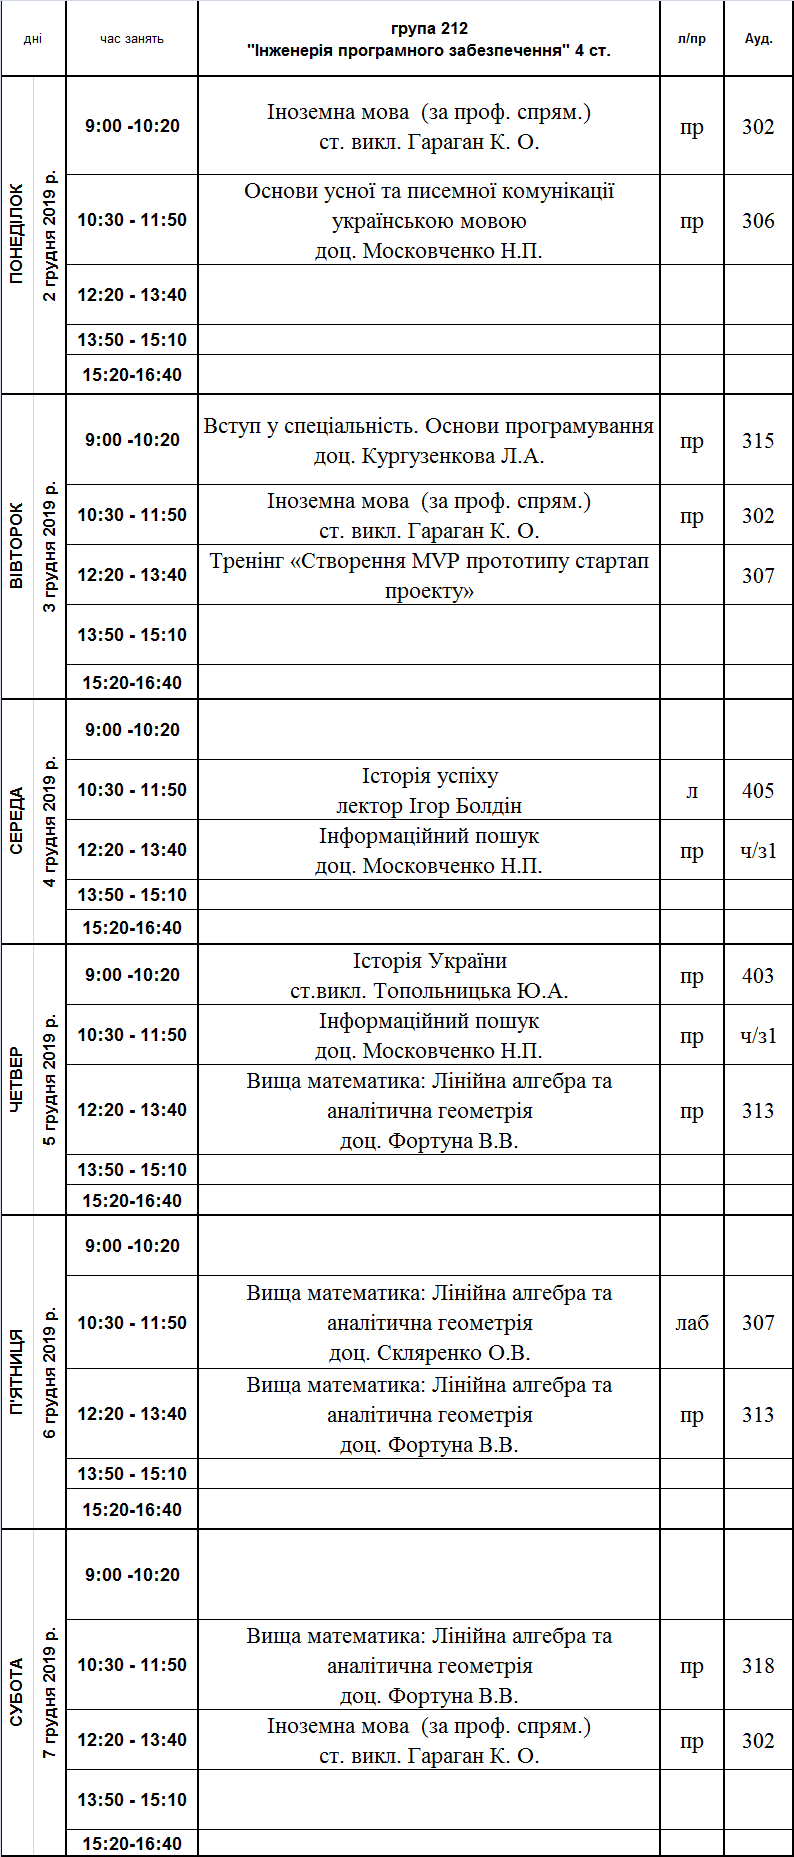 дні
час занять
група 212
"Інженерія програмного забезпечення" 4 ст.
л/пр
Ауд.
ПОНЕДІЛОК
2 грудня 2019 р.
9:00 -10:20
Іноземна мова (за проф. спрям.)
ст. викл. Гараган К. О.
пр
302
10:30 - 11:50
Основи усної та писемної комунікації
українською мовою
доц. Московченко Н.П.
пр
306
12:20 - 13:40
13:50 - 15:10
15:20-16:40
ВІВТОРОК
3 грудня 2019 р.
9:00 -10:20
Вступ у спеціальність. Основи програмування
доц. Кургузенкова Л.А.
пр
315
10:30 - 11:50
Іноземна мова (за проф. спрям.)
ст. викл. Гараган К. О.
пр
302
12:20 - 13:40
Тренінг «Створення MVP прототипу стартап
проекту»
307
13:50 - 15:10
15:20-16:40
СЕРЕДА
4 грудня 2019 р.
9:00 -10:20
10:30 - 11:50
Історія успіху
лектор Ігор Болдін
л
405
12:20 - 13:40
Інформаційний пошук
доц. Московченко Н.П.
пр
ч/з1
13:50 - 15:10
15:20-16:40
ЧЕТВЕР
5 грудня 2019 р.
9:00 -10:20
Історія України
ст.викл. Топольницька Ю.А.
пр
403
10:30 - 11:50
Інформаційний пошук
доц. Московченко Н.П.
пр
ч/з1
12:20 - 13:40
Вища математика: Лінійна алгебра та
аналітична геометрія
доц. Фортуна В.В.
пр
313
13:50 - 15:10
15:20-16:40
П'ЯТНИЦЯ
6 грудня 2019 р.
9:00 -10:20
10:30 - 11:50
Вища математика: Лінійна алгебра та
аналітична геометрія
доц. Скляренко О.В.
лаб
307
12:20 - 13:40
Вища математика: Лінійна алгебра та
аналітична геометрія
доц. Фортуна В.В.
пр
313
13:50 - 15:10
15:20-16:40
СУБОТА
7 грудня 2019 р.
9:00 -10:20
10:30 - 11:50
Вища математика: Лінійна алгебра та
аналітична геометрія
доц. Фортуна В.В.
пр
318
12:20 - 13:40
Іноземна мова (за проф. спрям.)
ст. викл. Гараган К. О.
пр
302
13:50 - 15:10
15:20-16:40